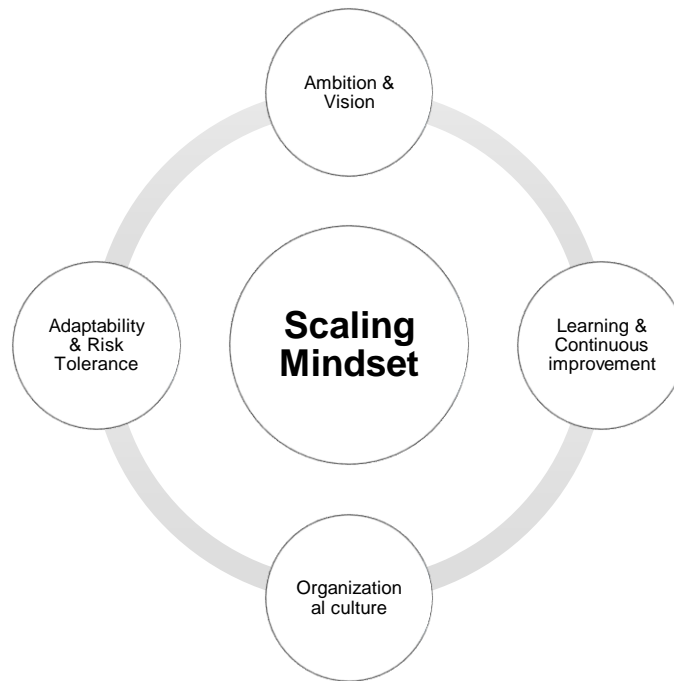 Ambition &
Vision
Adaptability
& Risk
Tolerance
Scaling
Mindset
Learning &
Continuous
improvement
Organization
al culture